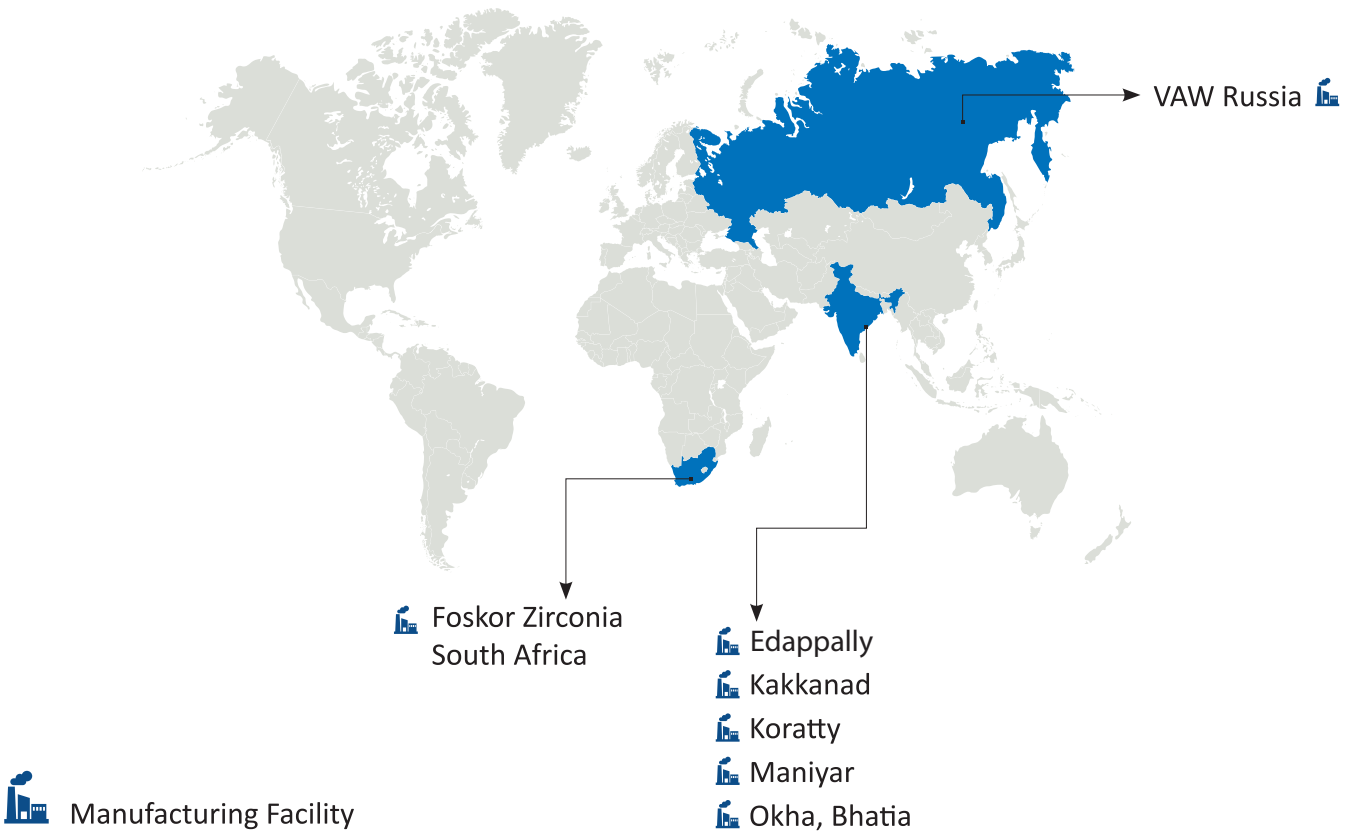 VAW Russia
Foskor Zirconia
South Africa
Edappally
Kakkanad
Koratty
Maniyar
Okha, Bhatia
Manufacturing Facility